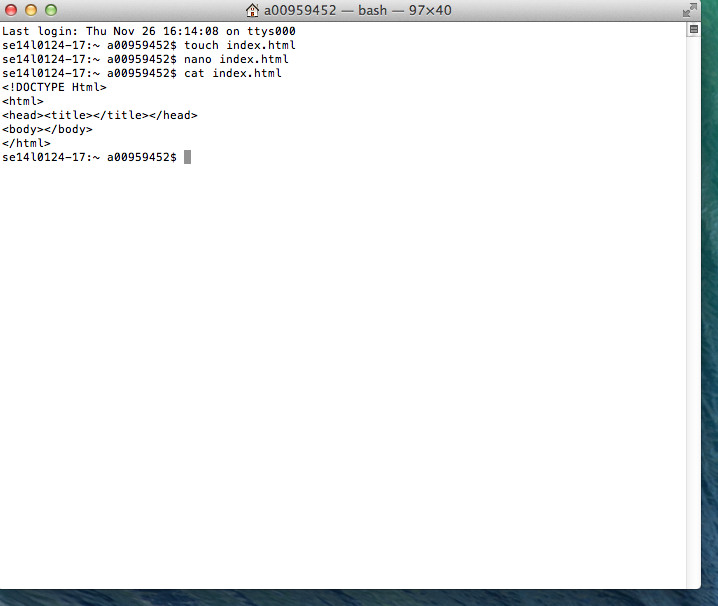 a00959452 — bash — 97×40
Last login: Thu Nov 26 16:14:08 on ttys000
se14l0124-17:~ a00959452$ touch index.html
se14l0124-17:~ a00959452$ nano index.html
se14l0124-17:~ a00959452$ cat index.html
<!DOCTYPE Html>
<html>
<head><title></title></head>
<body></body>
</html>
se14l0124-17:~ a00959452$